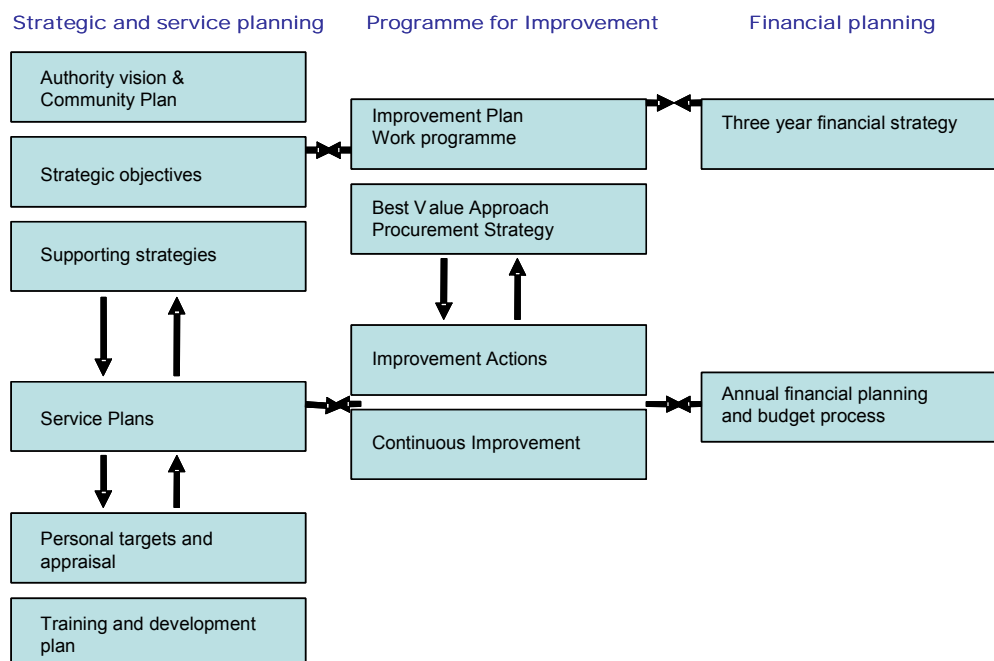 Strategic and service planning
Programme for Improvement
Financial planning
Authority vision &
Community Plan
Strategic objectives
Supporting strategies
Service Plans
Personal targets and
appraisal
Training and development
plan
Improvement Plan
Work programme
Best Value Approach
Procurement Strategy
Improvement Actions
Continuous Improvement
Three year financial strategy
Annual financial planning
and budget process